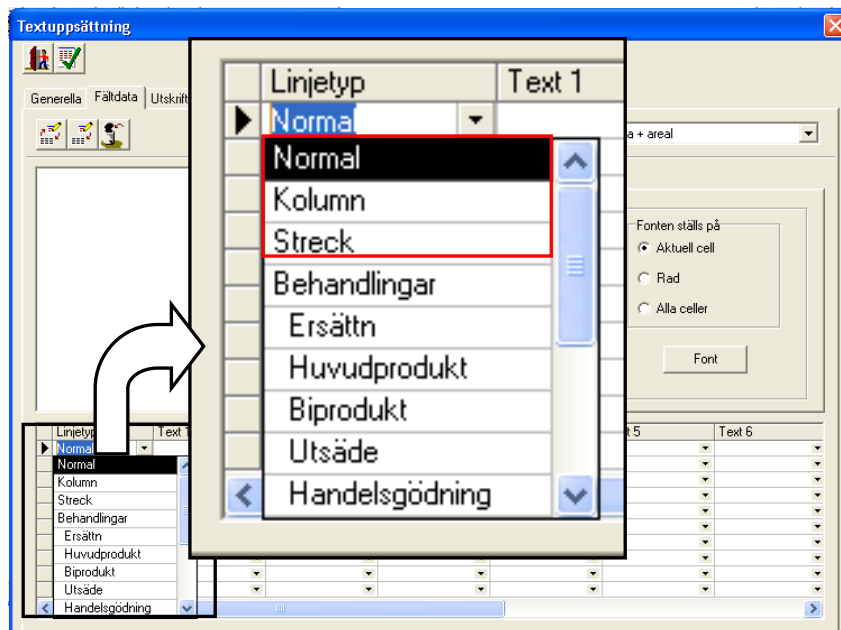 Textuppsättning
Generella Fältdata Utskrift
a + areal
Linjetyp Text 1
Normal
Normal
Kolumn
Streck
Behandlingar
Ersättn
Huvudprodukt
Biprodukt
Utsäde
Handelsgödning
Fonten ställs på
Aktuell cell
Rad
Alla celler
Font
Linjetyp Text 1 t 5 Text 6
Normal
Normal
Kolumn
Streck
Behandlingar
Ersättn
Huvudprodukt
Biprodukt
Utsäde
Handelsgödning